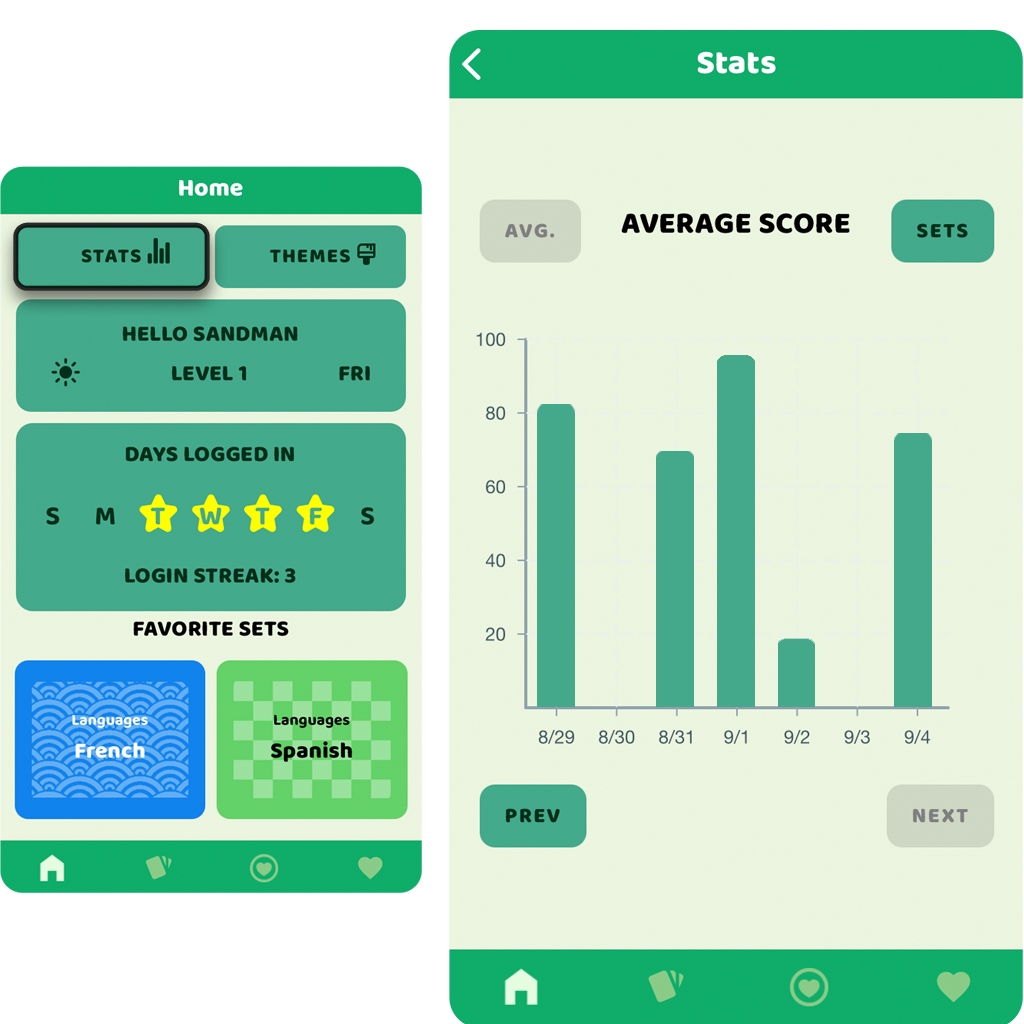 Home
STATS
THEMES
HELLO SANDMAN
LEVEL 1
FRI
DAYS LOGGED IN
S M T W T F S
LOGIN STREAK: 3
FAVORITE SETS
Languages
French
Languages
Spanish
Stats
AVG.
AVERAGE SCORE
SETS
100
80
60
40
20
8/29 8/30 8/31 9/1 9/2 9/3 9/4
PREV
NEXT